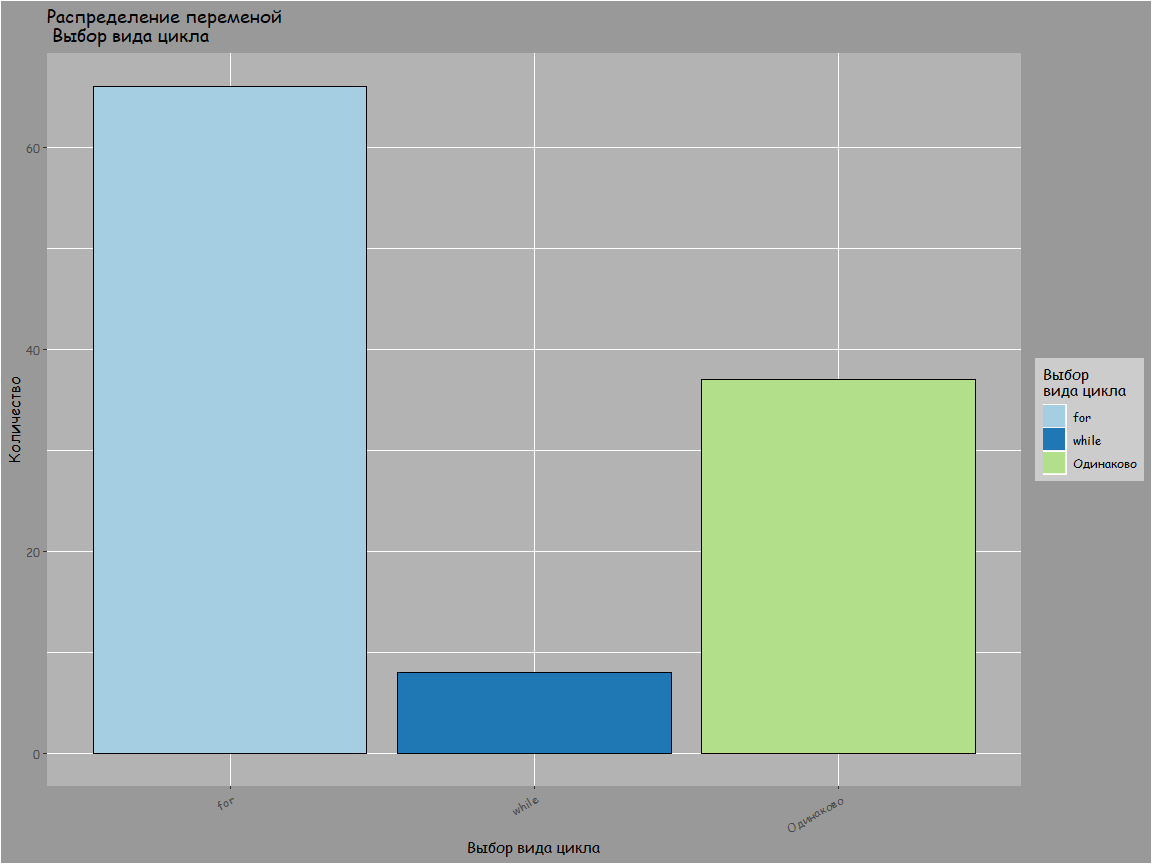 Распределение переменой
Выбор вида цикла
Количество
60
40
20
0
for
while
Одинаково
Выбор вида цикла
Выбор
вида цикла
for
while
Одинаково